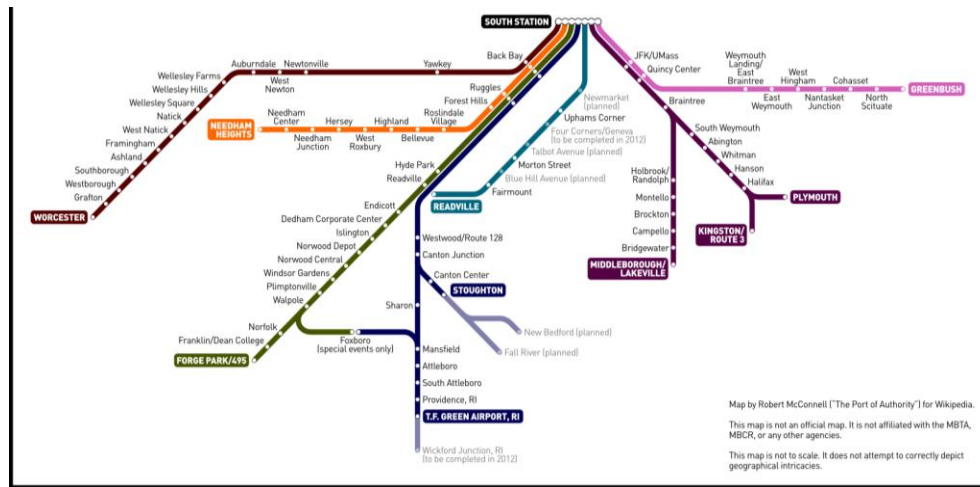 SOUTH STATION
Back Bay
JFK/UMass
Quincy Center
Weymouth
Landing/
East
Braintree
West
Hingham
Cohasset
GREENBUSH
East
Weymouth
Nantasket
Junction
North
Scituate
Auburndale
Newtonville
Yawkey
West
Newton
Wellesley Farms
Wellesley Hills
Wellesley Square
Natick
West Natick
Framingham
Ashland
Southborough
Westborough
Grafton
WORCESTER
Ruggles
Forest Hills
Roslindale
Village
NEEDHAM
HEIGHTS
Needham
Center
Hersey
Highland
Needham
Junction
West
Roxbury
Bellevue
Newmarket
(planned)
Uphams Corner
Four Corners/Geneva
(to be completed in 2012)
Talbot Avenue (planned)
Morton Street
Blue Hill Avenue (planned)
Fairmount
READVILLE
Braintree
South Weymouth
Abington
Whitman
Hanson
Halifax
PLYMOUTH
KINGSTON/
ROUTE 3
Holbrook/
Randolph
Montello
Brockton
Campello
Bridgewater
MIDDLEBOROUGH/
LAKEVILLE
Hyde Park
Readville
Endicott
Dedham Corporate Center
Islington
Norwood Depot
Norwood Central
Windsor Gardens
Plimptonville
Walpole
Norfolk
Franklin/Dean College
FORGE PARK/495
Foxboro
(special events only)
Westwood/Route 128
Canton Junction
Canton Center
STOUGHTON
Sharon
New Bedford (planned)
Fall River (planned)
Mansfield
Attleboro
South Attleboro
Providence, RI
T.F. GREEN AIRPORT, RI
Wickford Junction, RI
(to be completed in 2012)
Map by Robert McConnell ("The Port of Authority") for Wikipedia.
This map is not an official map. It is not affiliated with the MBTA,
MBCR, or any other agencies.
This map is not to scale. It does not attempt to correctly depict
geographical intricacies.